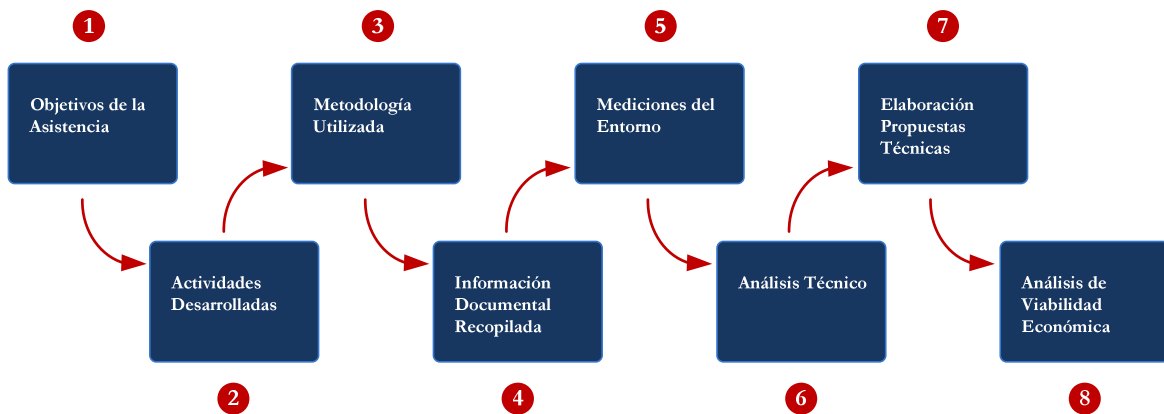 1
Objetivos de la
Asistencia
2
Actividades
Desarrolladas
3
Metodología
Utilizada
4
Información
Documental
Recopilada
5
Mediciones del
Entorno
6
Análisis Técnico
7
Elaboración
Propuestas
Técnicas
8
Análisis de
Viabilidad
Económica